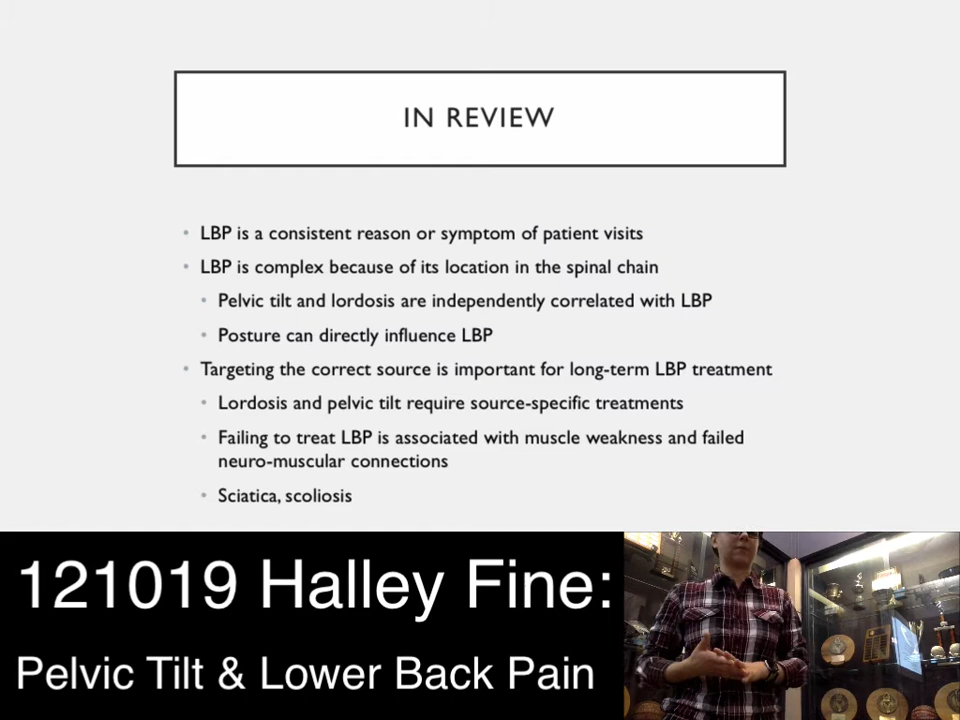 IN REVIEW
LBP is a consistent reason or symptom of patient visits
LBP is complex because of its location in the spinal chain
Pelvic tilt and lordosis are independently correlated with LBP
Posture can directly influence LBP
Targeting the correct source is important for long-term LBP treatment
Lordosis and pelvic tilt require source-specific treatments
Failing to treat LBP is associated with muscle weakness and failed
neuro-muscular connections
Sciatica, scoliosis
121019 Halley Fine:
Pelvic Tilt & Lower Back Pain